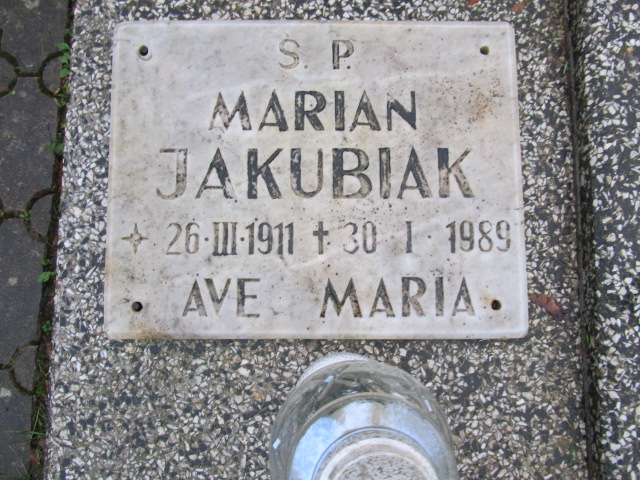 S P.
MARIAN
JAKUBIAK
26·III·1911 † 30 · I · 1989
AVE MARIA